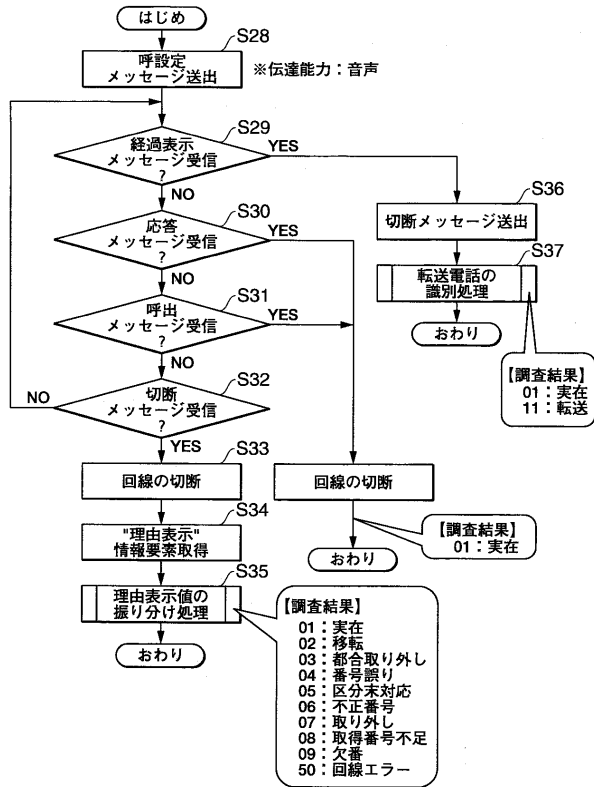 はじめ
S28
呼設定
メッセージ送出
※伝達能力：音声
S29
経過表示
メッセージ受信
?
YES
NO
S30
応答
メッセージ受信
?
YES
NO
S31
呼出
メッセージ受信
?
YES
NO
S32
切断
メッセージ受信
?
NO
YES
S33
回線の切断
S34
"理由表示"
情報要素取得
S35
理由表示値の
振り分け処理
おわり
【調査結果】
01：実在
02：移転
03：都合取り外し
04：番号誤り
05：区分末対応
06：不正番号
07：取り外し
08：取得番号不足
09：欠番
50：回線エラー
回線の切断
おわり
【調査結果】
01：実在
S36
切断メッセージ送出
S37
転送電話の
識別処理
おわり
【調査結果】
01：実在
11：転送